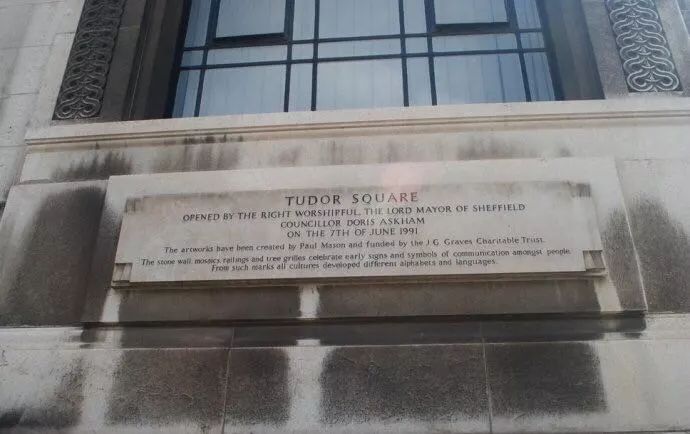 TUDOR SQUARE
OPENED BY THE RIGHT WORSHIPFUL, THE LORD MAYOR OF SHEFFIELD
COUNCILLOR DORIS ASKHAM
ON THE 7TH OF JUNE 1991
The artworks have been created by Paul Mason and funded by the J G Graves Charitable Trust.
The stone wall, mosaics, railings and tree grilles celebrate early signs and symbols of communication amongst people.
From such marks all cultures developed different alphabets and languages.